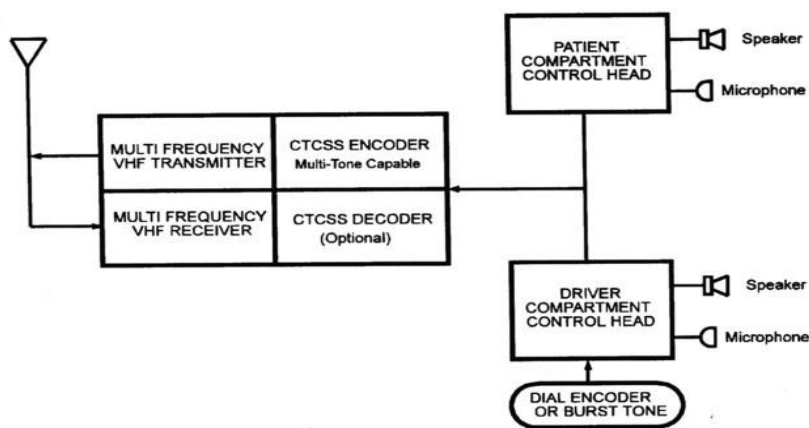 PATIENT
COMPARTMENT
CONTROL HEAD
Speaker
Microphone
MULTI FREQUENCY
VHF TRANSMITTER
CTCSS ENCODER
Multi-Tone Capable
MULTI FREQUENCY
VHF RECEIVER
CTCSS DECODER
(Optional)
DRIVER
COMPARTMENT
CONTROL HEAD
Speaker
Microphone
DIAL ENCODER
OR BURST TONE